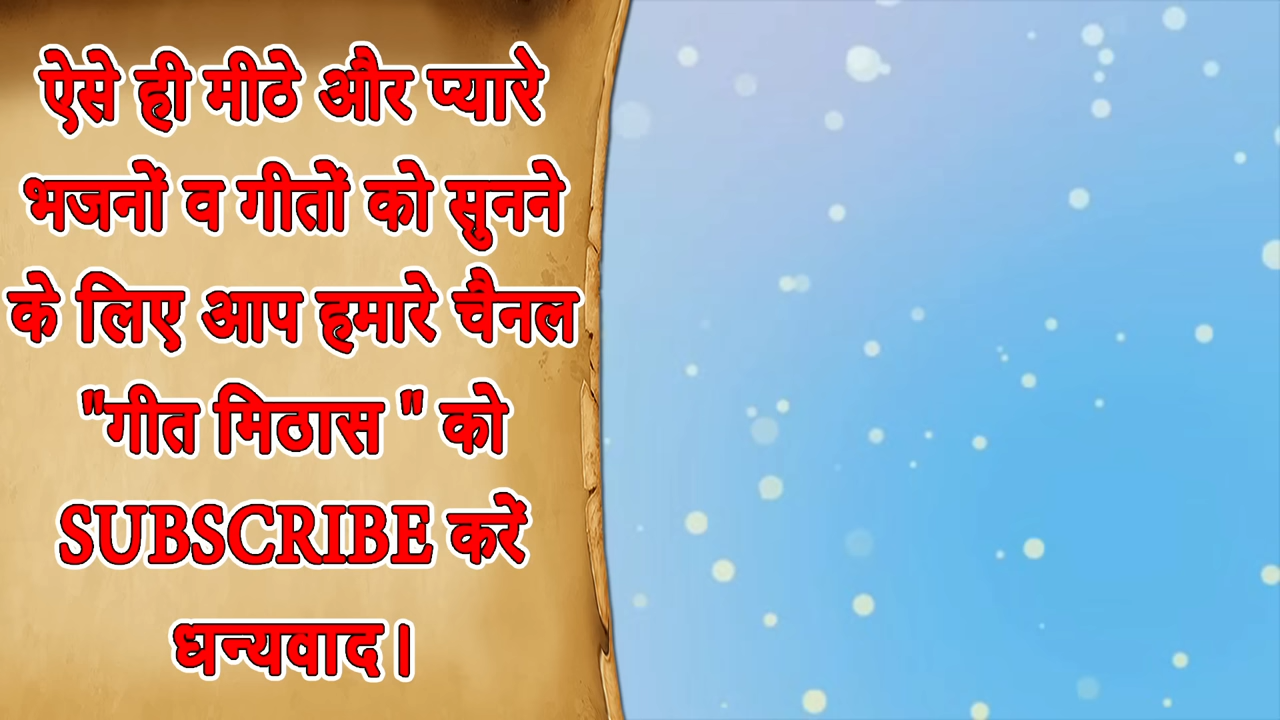 ऐसे ही मीठे और प्यारे
भजनों व गीतों को सुनने
के लिए आप हमारे चैनल
"गीत मिठास " को
SUBSCRIBE करें
धन्यवाद।